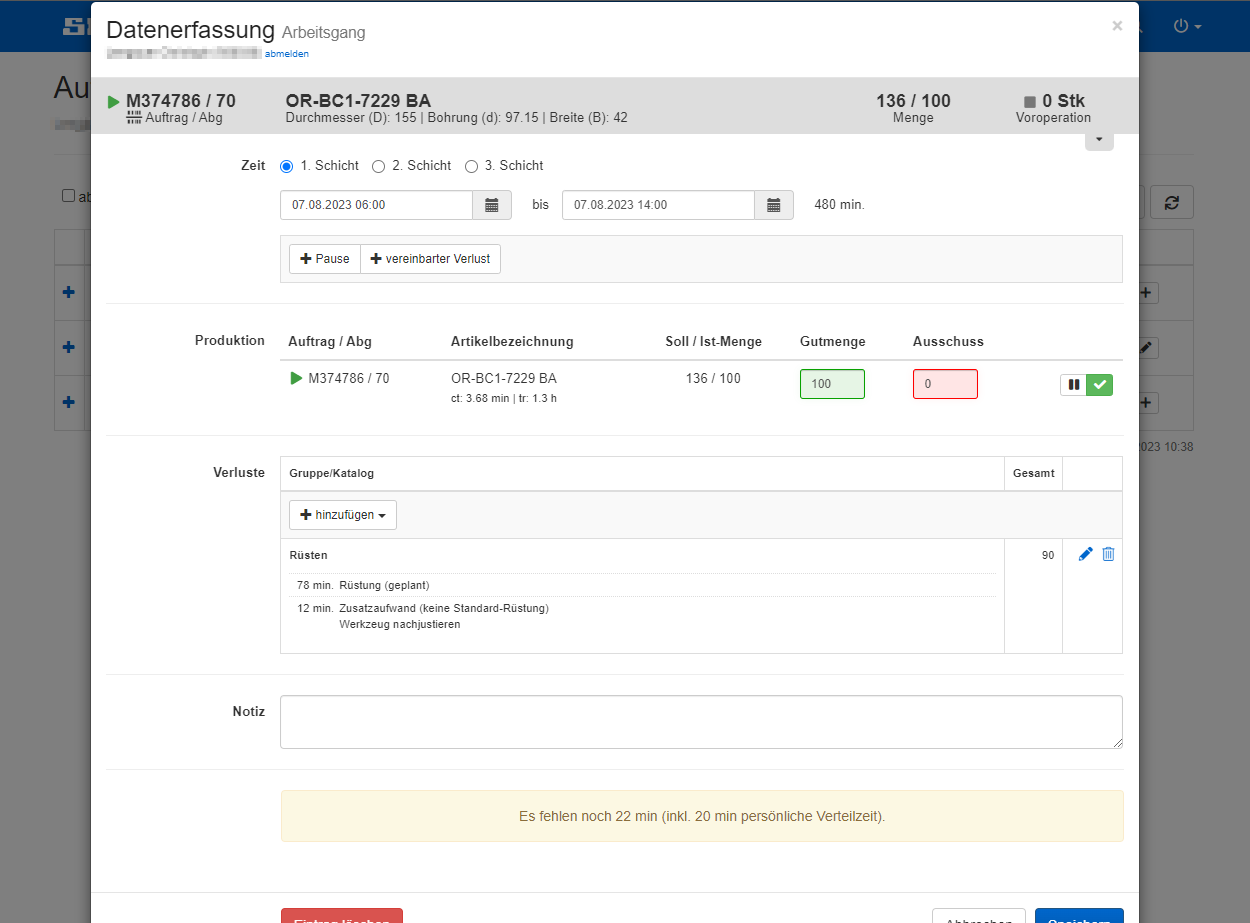 Datenerfassung Arbeitsgang
abmelden
M374786 / 70
Auftrag / Abg
OR-BC1-7229 BA
Durchmesser (D): 155 | Bohrung (d): 97.15 | Breite (B): 42
136 / 100
Menge
0 Stk
Voroperation
Au
ab
Zeit 1. Schicht 2. Schicht 3. Schicht
07.08.2023 06:00 bis 07.08.2023 14:00 480 min.
Pause vereinbarter Verlust
Produktion Auftrag / Abg Artikelbezeichnung Soll / Ist-Menge Gutmenge Ausschuss
M374786 / 70 OR-BC1-7229 BA 136 / 100 100 0
ct: 3.68 min | tr: 1.3 h
2023 10:38
Verluste Gruppe/Katalog Gesamt
hinzufügen
Rüsten 90
78 min. Rüstung (geplant)
12 min. Zusatzaufwand (keine Standard-Rüstung)
Werkzeug nachjustieren
Notiz
Es fehlen noch 22 min (inkl. 20 min persönliche Verteilzeit).
Eintrag löschen Abbrechen Speichern